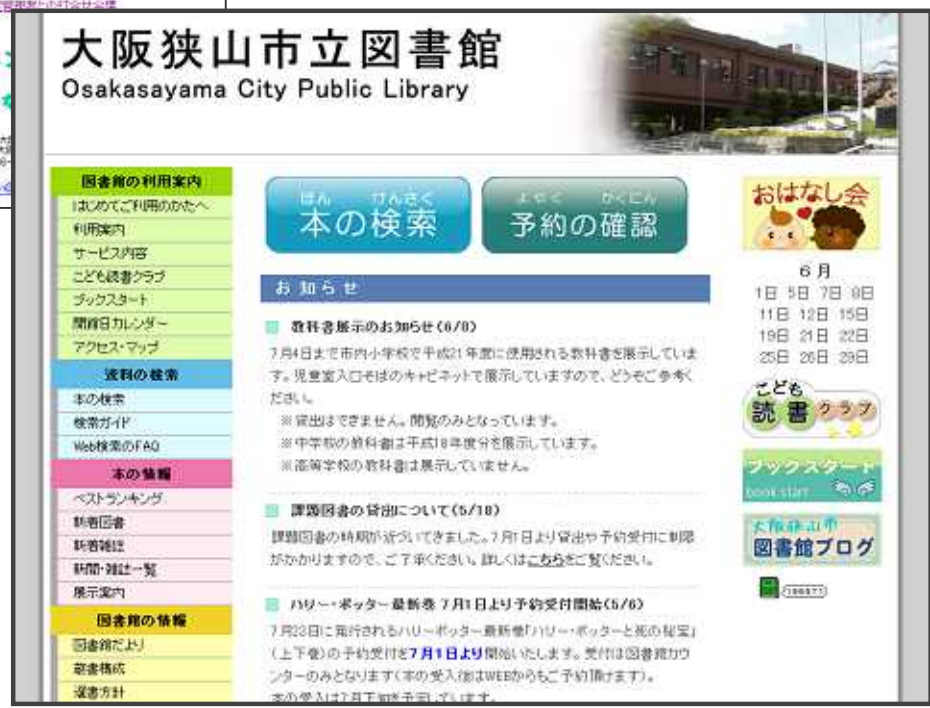 大阪狭山市立図書館
Osakasayama City Public Library
図書館の利用案内
はじめてご利用のかたへ
利用案内
サービス内容
こども読書クラブ
ブックスタート
開館日カレンダー
アクセス・マップ
資料の検索
本の検索
検索ガイド
Web検索のFAQ
本の情報
ベストランキング
新着図書
新着雑誌
新聞・雑誌一覧
展示案内
図書館の情報
図書館だより
蔵書構成
選書方針
ほん けんさく
本の検索
よやく かくにん
予約の確認
お知らせ
教科書展示のお知らせ(6/8)
7月4日まで市内小学校で平成21年度に使用される教科書を展示していま
す。児童室入口そばのキャビネットで展示していますので、どうぞご参考く
ださい。
※貸出はできません。閲覧のみとなっています。
※中学校の教科書は平成18年度分を展示しています。
※高等学校の教科書は展示していません。
課題図書の貸出について(5/18)
課題図書の時期が近づいてきました。7月1日より貸出や予約受付に制限
がかかりますので、ご了承ください。詳しくはこちらをご覧ください。
ハリー・ポッター最新巻 7月1日より予約受付開始(5/6)
7月23日に発行されるハリーポッター最新巻「ハリー・ポッターと死の秘宝」
(上下巻)の予約受付を7月1日より開始いたします。受付は図書館カウ
ンターのみとなります(本の受入後はWEBからもご予約頂けます)。
本の受入は7月下旬を予定しています。
おはなし会
6月
1日 5日 7日 8日
11日 12日 15日
19日 21日 22日
25日 26日 29日
こども
読書クラブ
ブックスタート
book start
大阪狭山市
図書館ブログ